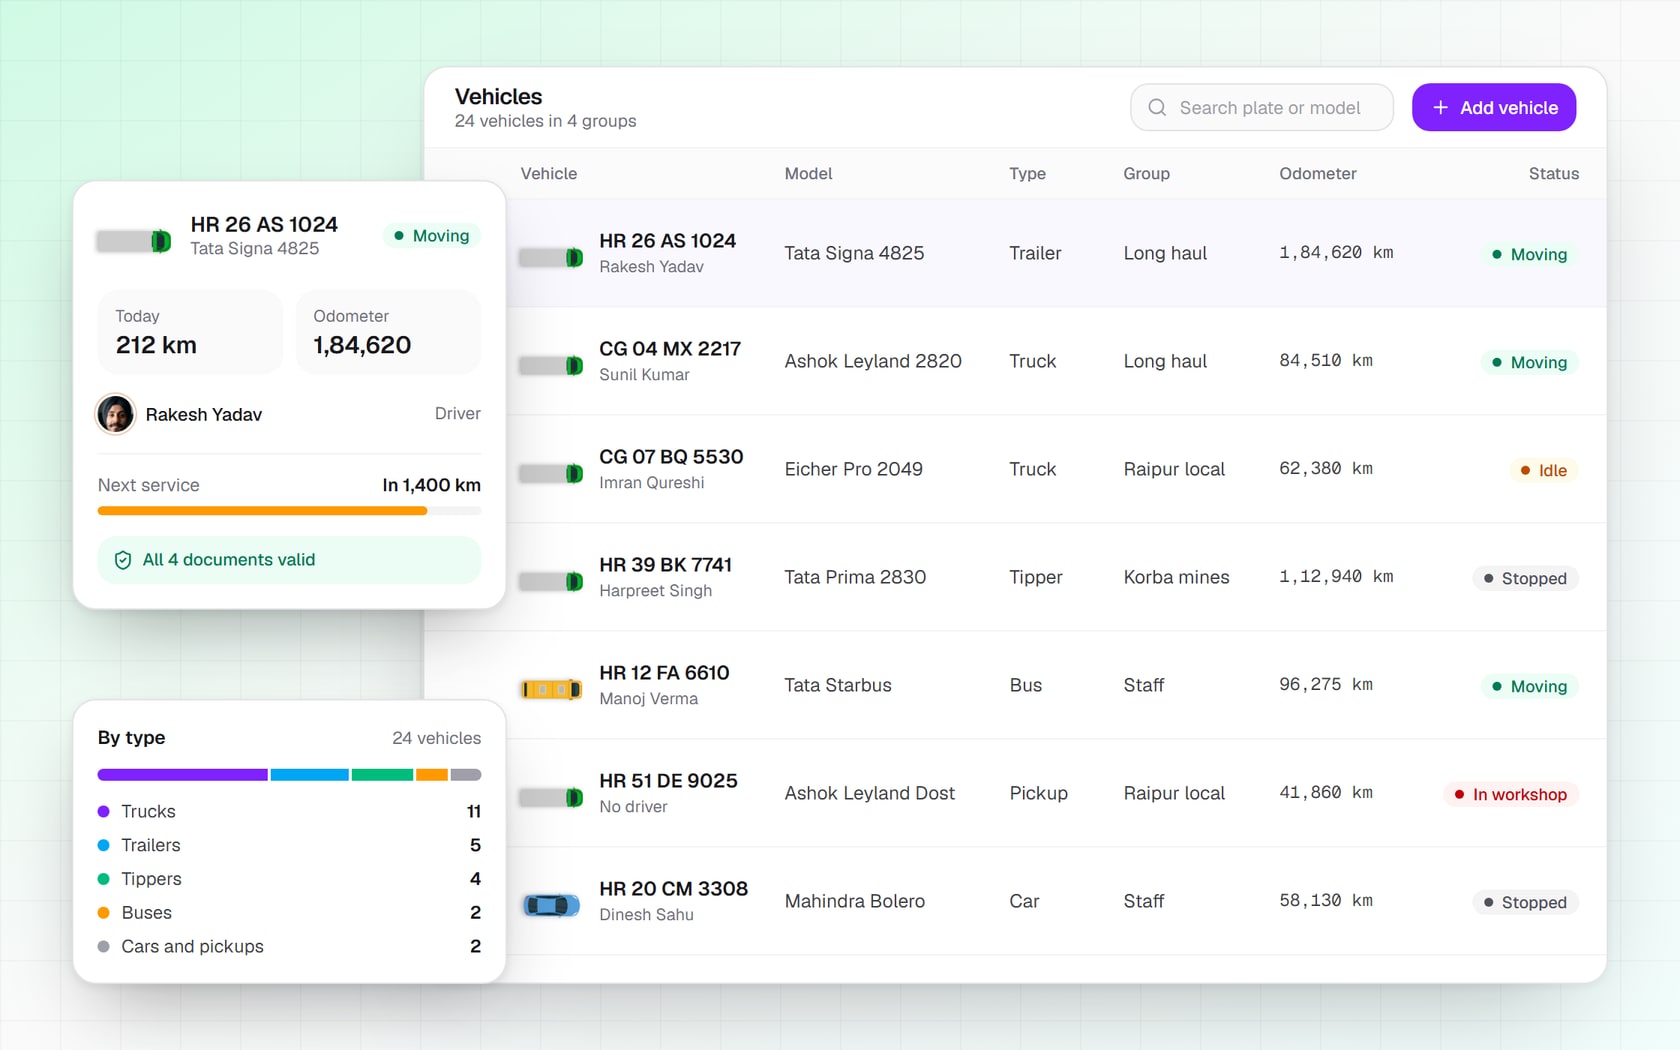 Vehicles
24 vehicles in 4 groups
Search plate or model
+ Add vehicle
Vehicle Model Type Group Odometer Status
HR 26 AS 1024
Rakesh Yadav
Tata Signa 4825 Trailer Long haul 1,84,620 km Moving
CG 04 MX 2217
Sunil Kumar
Ashok Leyland 2820 Truck Long haul 84,510 km Moving
CG 07 BQ 5530
Imran Qureshi
Eicher Pro 2049 Truck Raipur local 62,380 km Idle
HR 39 BK 7741
Harpreet Singh
Tata Prima 2830 Tipper Korba mines 1,12,940 km Stopped
HR 12 FA 6610
Manoj Verma
Tata Starbus Bus Staff 96,275 km Moving
HR 51 DE 9025
No driver
Ashok Leyland Dost Pickup Raipur local 41,860 km In workshop
HR 20 CM 3308
Dinesh Sahu
Mahindra Bolero Car Staff 58,130 km Stopped
HR 26 AS 1024
Tata Signa 4825
Moving
Today
212 km
Odometer
1,84,620
Rakesh Yadav Driver
Next service In 1,400 km
All 4 documents valid
By type 24 vehicles
Trucks 11
Trailers 5
Tippers 4
Buses 2
Cars and pickups 2